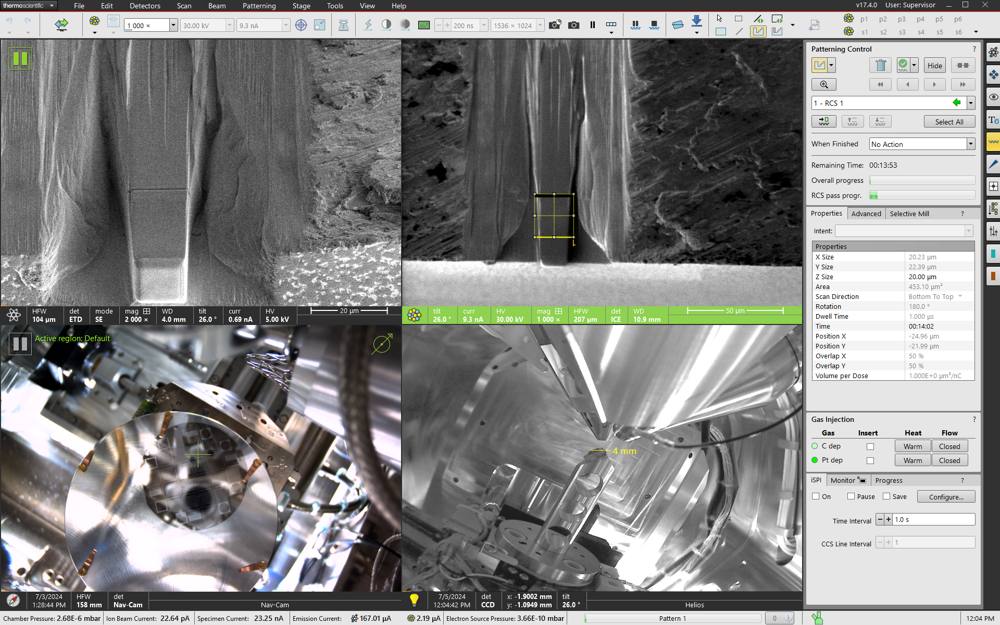 thermoscientific File Edit Detectors Scan Beam Patterning Stage Tools View Help v17.4.0 User: Supervisor
1 000 × 30.00 kV 9.3 nA 200 ns 1536 × 1024 p1 p2 p3 p4 p5 p6
s1 s2 s3 s4 s5 s6
HFW det mode mag WD tilt curr HV 20 µm
104 µm ETD SE 2 000 × 4.0 mm 26.0 ° 0.69 nA 5.00 kV
tilt curr HV mag HFW det WD 50 µm
26.0 ° 9.3 nA 30.00 kV 1 000 × 207 µm ICE 10.9 mm
Active region: Default
4 mm
7/3/2024 HFW det
1:28:44 PM 158 mm Nav-Cam Nav-Cam
7/5/2024 det x: -1.9002 mm tilt
12:04:42 PM CCD y: -1.0949 mm 26.0 ° Helios
Patterning Control ?
Hide
1 - RCS 1
Select All
When Finished No Action
Remaining Time: 00:13:53
Overall progress
RCS pass progr.
Properties Advanced Selective Mill ?
Intent:
Properties
X Size 20.23 µm
Y Size 22.39 µm
Z Size 20.00 µm
Area 453.10 µm²
Scan Direction Bottom To Top
Rotation 180.0 °
Dwell Time 1.000 µs
Time 00:14:02
Position X -24.96 µm
Position Y -21.99 µm
Overlap X 50 %
Overlap Y 50 %
Volume per Dose 1.000E+0 µm³/nC
Gas Injection ?
Gas Insert Heat Flow
C dep Warm Closed
Pt dep Warm Closed
iSPI Monitor Progress ?
On Pause Save Configure...
Time Interval 1.0 s
CCS Line Interval 1
Chamber Pressure: 2.68E-6 mbar Ion Beam Current: 22.64 pA Specimen Current: 23.25 nA Emission Current: 167.01 µA 2.19 µA Electron Source Pressure: 3.66E-10 mbar Pattern 1 0 12:04 PM